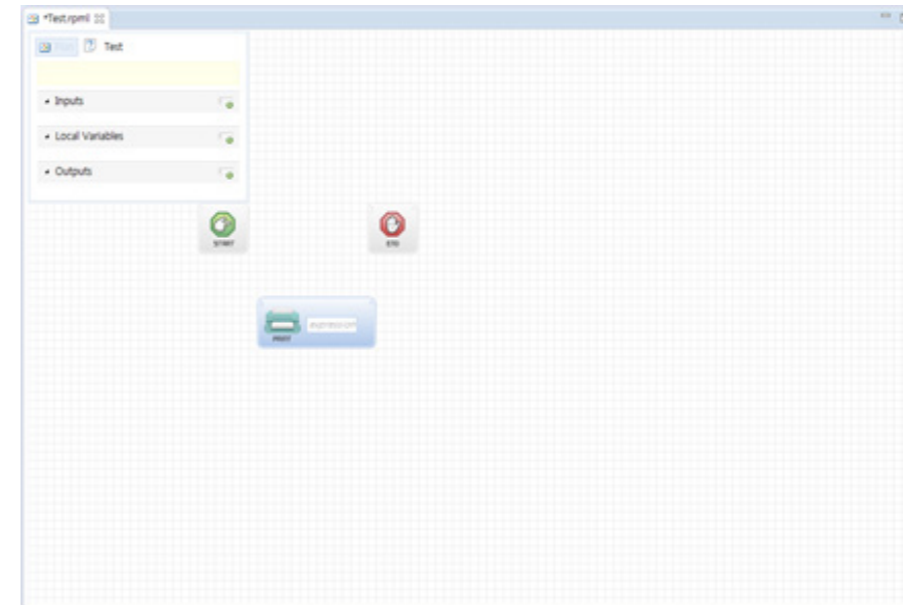 *Test.rpml
Test
Inputs
Local Variables
Outputs
START
END
PRINT
expression